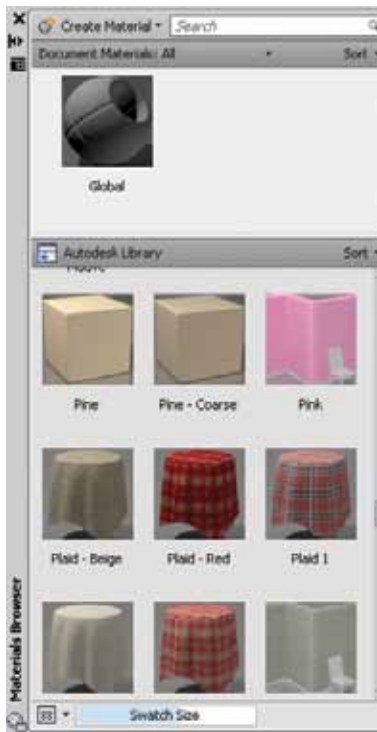 Create Material
Search
Document Materials: All
Sort
Global
Autodesk Library
Sort
Mauve
Pine
Pine - Coarse
Pink
Plaid - Beige
Plaid - Red
Plaid 1
Materials Browser
Swatch Size